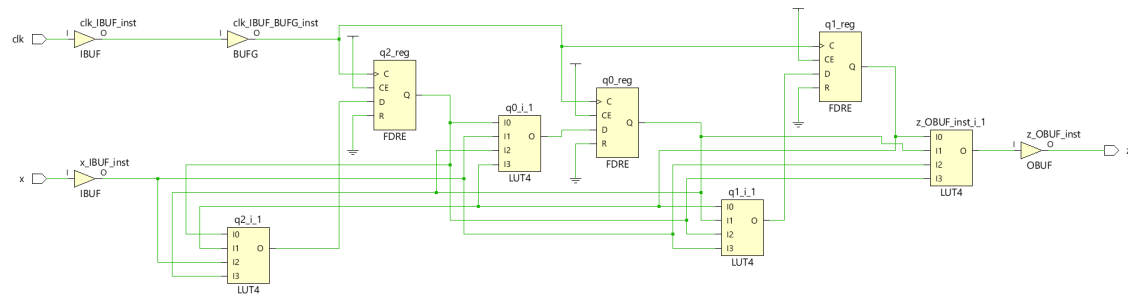 clk
clk_IBUF_inst
I
O
IBUF
clk_IBUF_BUFG_inst
I
O
BUFG
q2_reg
C
CE
D
R
Q
FDRE
q0_i_1
I0
I1
I2
I3
O
LUT4
q0_reg
C
CE
D
R
Q
FDRE
q1_reg
C
CE
D
R
Q
FDRE
z_OBUF_inst_i_1
I0
I1
I2
I3
O
LUT4
z_OBUF_inst
I
O
OBUF
z
x
x_IBUF_inst
I
O
IBUF
q2_i_1
I0
I1
I2
I3
O
LUT4
q1_i_1
I0
I1
I2
I3
O
LUT4